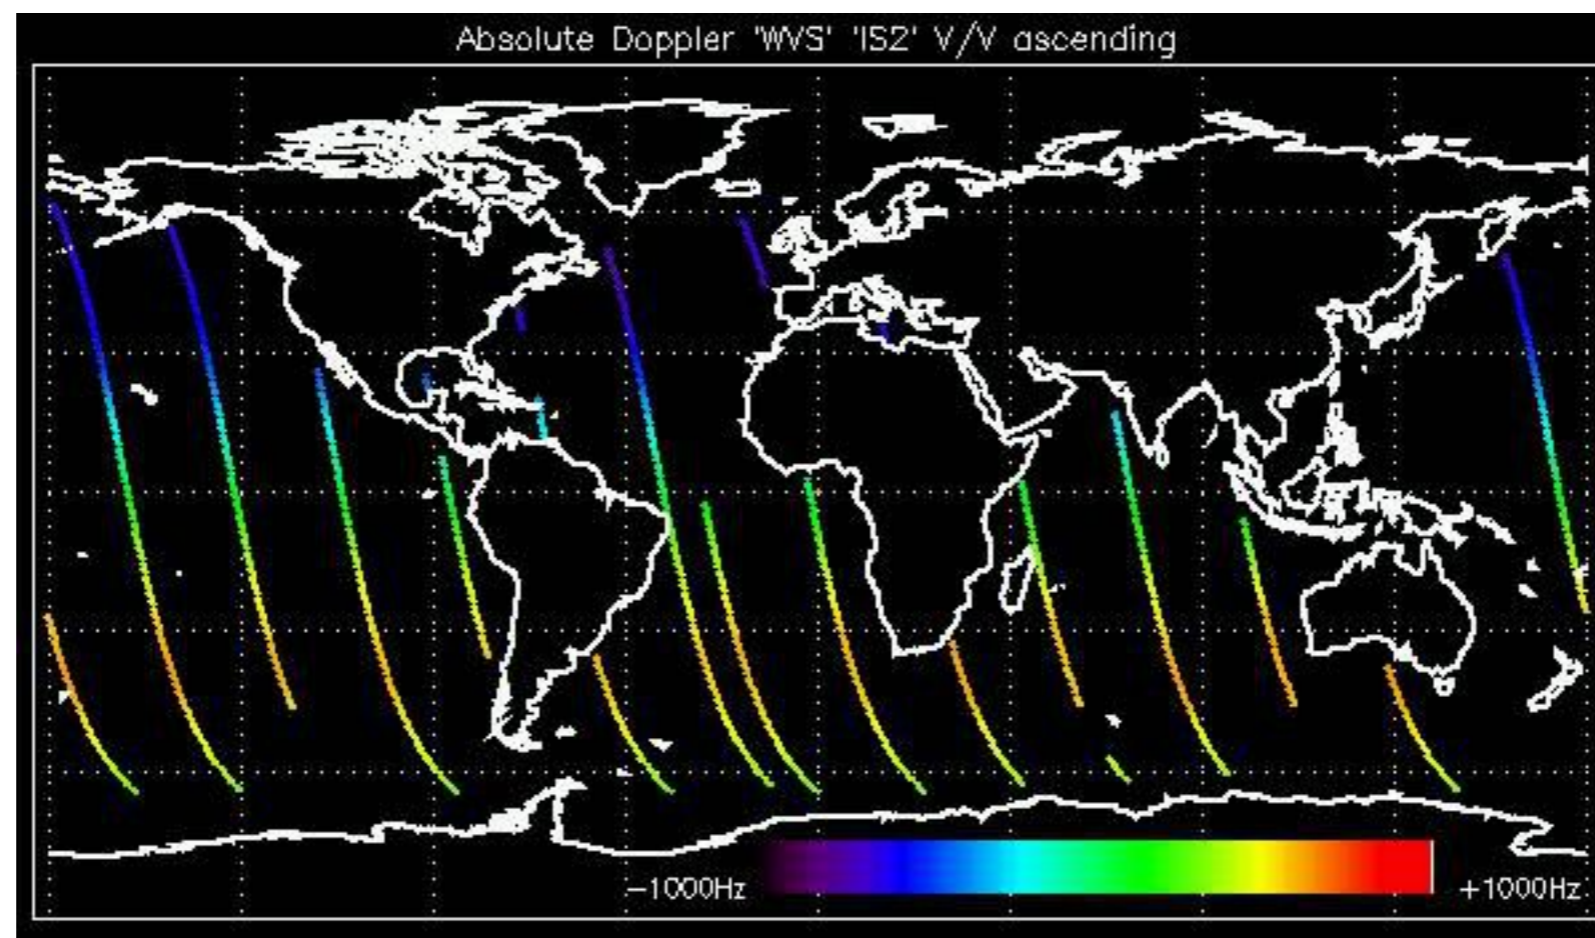 Absolute Doppler 'WVS' 'IS2' V/V ascending
-1000Hz +1000Hz